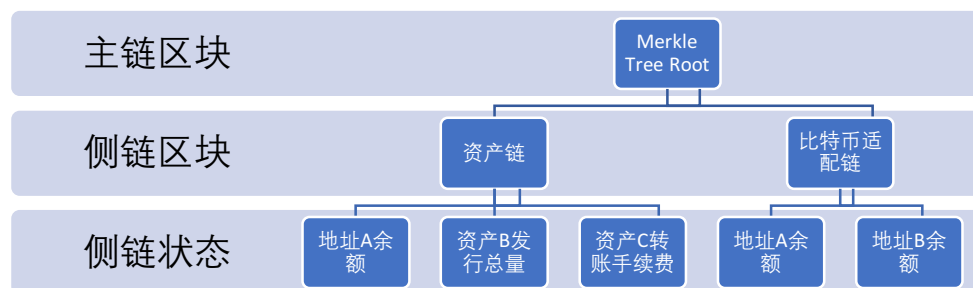 主链区块
Merkle
Tree Root
侧链区块
资产链
比特币适
配链
侧链状态
地址A余
额
资产B发
行总量
资产C转
账手续费
地址A余
额
地址B余
额